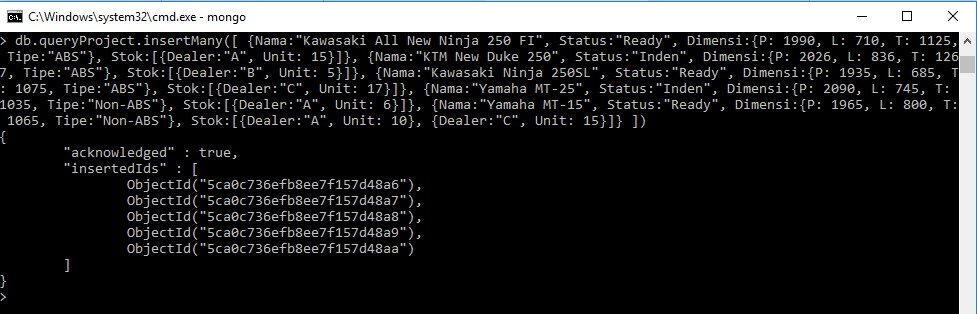 C:\Windows\system32\cmd.exe - mongo
> db.queryProject.insertMany([ {Nama:"Kawasaki All New Ninja 250 FI", Status:"Ready", Dimensi:{P: 1990, L: 710, T: 1125,
 Tipe:"ABS"}, Stok:[{Dealer:"A", Unit: 15}]}, {Nama:"KTM New Duke 250", Status:"Inden", Dimensi:{P: 2026, L: 836, T: 126
7, Tipe:"ABS"}, Stok:[{Dealer:"B", Unit: 5}]}, {Nama:"Kawasaki Ninja 250SL", Status:"Ready", Dimensi:{P: 1935, L: 685, T
: 1075, Tipe:"ABS"}, Stok:[{Dealer:"C", Unit: 17}]}, {Nama:"Yamaha MT-25", Status:"Inden", Dimensi:{P: 2090, L: 745, T:
1035, Tipe:"Non-ABS"}, Stok:[{Dealer:"A", Unit: 6}]}, {Nama:"Yamaha MT-15", Status:"Ready", Dimensi:{P: 1965, L: 800, T:
 1065, Tipe:"Non-ABS"}, Stok:[{Dealer:"A", Unit: 10}, {Dealer:"C", Unit: 15}]} ])
{
        "acknowledged" : true,
        "insertedIds" : [
                ObjectId("5ca0c736efb8ee7f157d48a6"),
                ObjectId("5ca0c736efb8ee7f157d48a7"),
                ObjectId("5ca0c736efb8ee7f157d48a8"),
                ObjectId("5ca0c736efb8ee7f157d48a9"),
                ObjectId("5ca0c736efb8ee7f157d48aa")
        ]
}
>